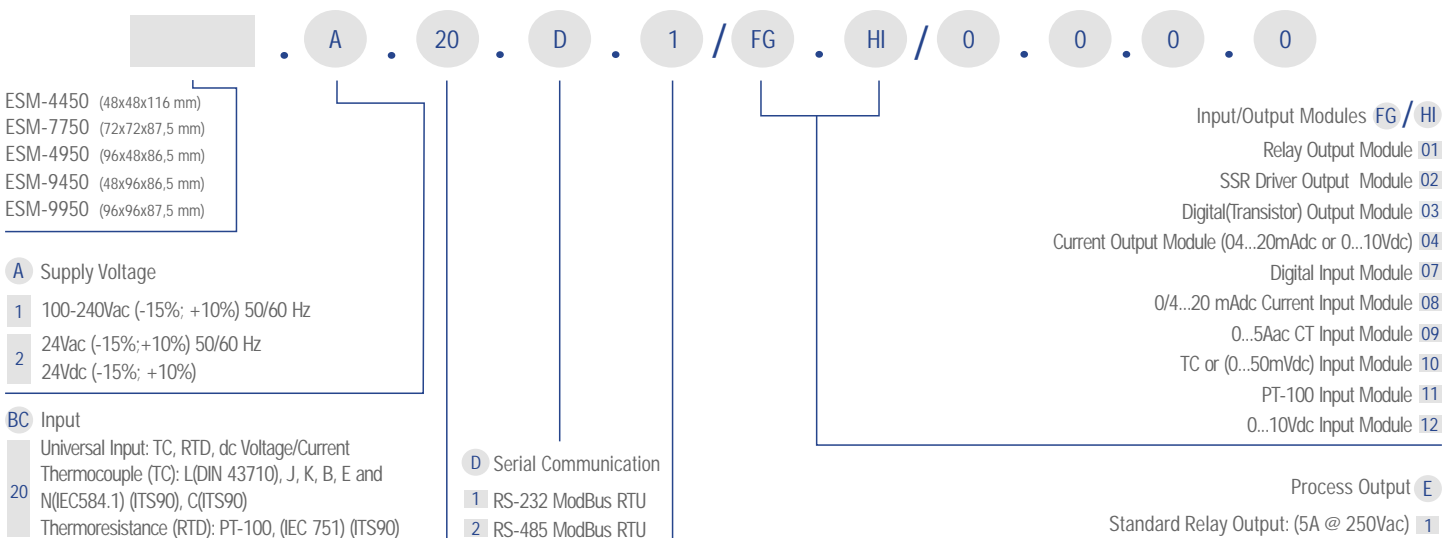 . A . 20 . D . 1 / FG . HI / 0 . 0 . 0 . 0
ESM-4450 (48x48x116 mm)
ESM-7750 (72x72x87,5 mm)
ESM-4950 (96x48x86,5 mm)
ESM-9450 (48x96x86,5 mm)
ESM-9950 (96x96x87,5 mm)
A Supply Voltage
1 100-240Vac (-15%; +10%) 50/60 Hz
2 24Vac (-15%;+10%) 50/60 Hz
24Vdc (-15%; +10%)
BC Input
Universal Input: TC, RTD, dc Voltage/Current
Thermocouple (TC): L(DIN 43710), J, K, B, E and
20 N(IEC584.1) (ITS90), C(ITS90)
Thermoresistance (RTD): PT-100, (IEC 751) (ITS90)
D Serial Communication
1 RS-232 ModBus RTU
2 RS-485 ModBus RTU
Input/Output Modules FG / HI
Relay Output Module 01
SSR Driver Output Module 02
Digital(Transistor) Output Module 03
Current Output Module (04...20mAdc or 0...10Vdc) 04
Digital Input Module 07
0/4...20 mAdc Current Input Module 08
0...5Aac CT Input Module 09
TC or (0...50mVdc) Input Module 10
PT-100 Input Module 11
0...10Vdc Input Module 12
Process Output E
Standard Relay Output: (5A @ 250Vac) 1